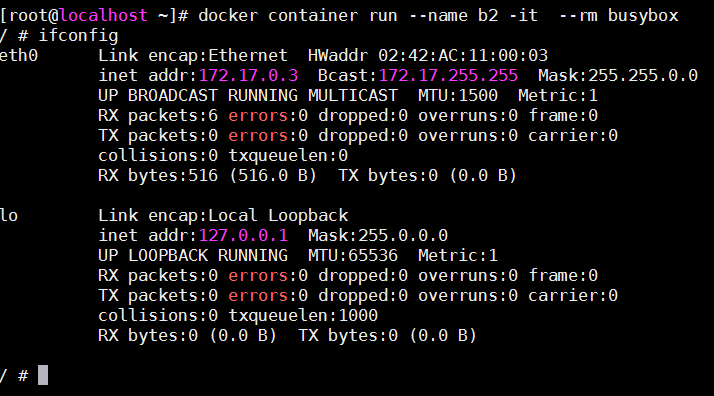 [root@localhost ~]# docker container run --name b2 -it  --rm busybox
/ # ifconfig
eth0      Link encap:Ethernet  HWaddr 02:42:AC:11:00:03
          inet addr:172.17.0.3  Bcast:172.17.255.255  Mask:255.255.0.0
          UP BROADCAST RUNNING MULTICAST  MTU:1500  Metric:1
          RX packets:6 errors:0 dropped:0 overruns:0 frame:0
          TX packets:0 errors:0 dropped:0 overruns:0 carrier:0
          collisions:0 txqueuelen:0
          RX bytes:516 (516.0 B)  TX bytes:0 (0.0 B)

lo        Link encap:Local Loopback
          inet addr:127.0.0.1  Mask:255.0.0.0
          UP LOOPBACK RUNNING  MTU:65536  Metric:1
          RX packets:0 errors:0 dropped:0 overruns:0 frame:0
          TX packets:0 errors:0 dropped:0 overruns:0 carrier:0
          collisions:0 txqueuelen:1000
          RX bytes:0 (0.0 B)  TX bytes:0 (0.0 B)

/ #